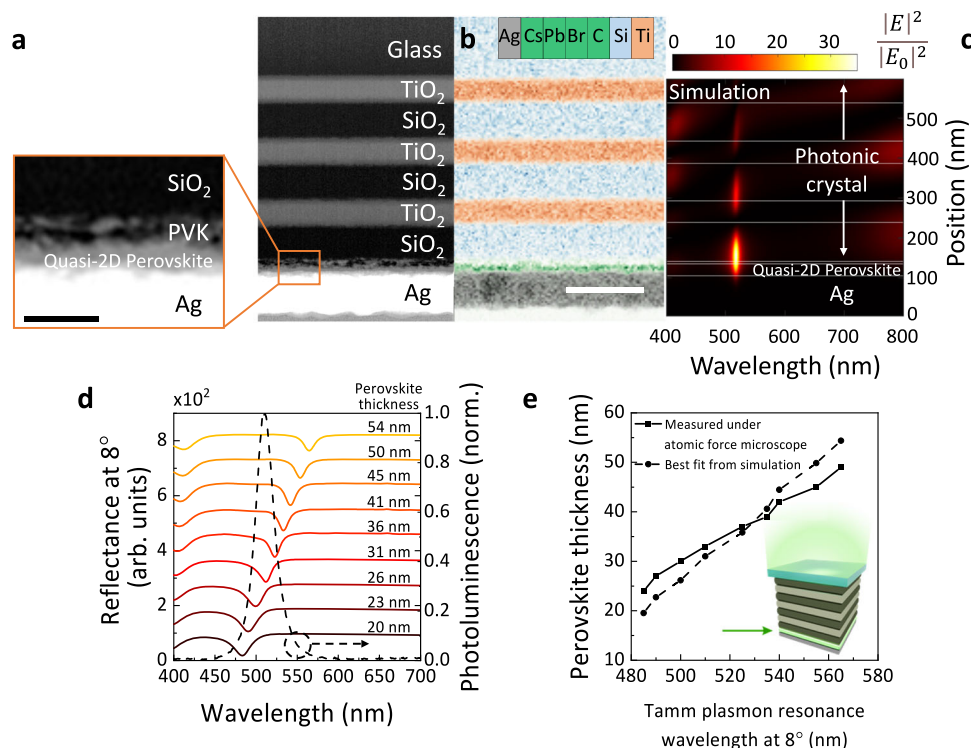 a
Glass
TiO₂
SiO₂
TiO₂
SiO₂
TiO₂
SiO₂
Ag
SiO₂
PVK
Quasi-2D Perovskite
Ag
b
Ag Cs Pb Br C Si Ti
c
0 10 20 30
|E|²
|E₀|²
Simulation
Photonic
crystal
Quasi-2D Perovskite
Ag
500
400
300
200
100
0
Position (nm)
400 500 600 700 800
Wavelength (nm)
d
x10²
Perovskite
thickness
54 nm
50 nm
45 nm
41 nm
36 nm
31 nm
26 nm
23 nm
20 nm
8
6
4
2
0
Reflectance at 8°
(arb. units)
1.0
0.8
0.6
0.4
0.2
0.0
Photoluminescence (norm.)
400 450 500 550 600 650 700
Wavelength (nm)
e
Measured under
atomic force microscope
Best fit from simulation
60
50
40
30
20
10
Perovskite thickness (nm)
480 500 520 540 560 580
Tamm plasmon resonance
wavelength at 8° (nm)